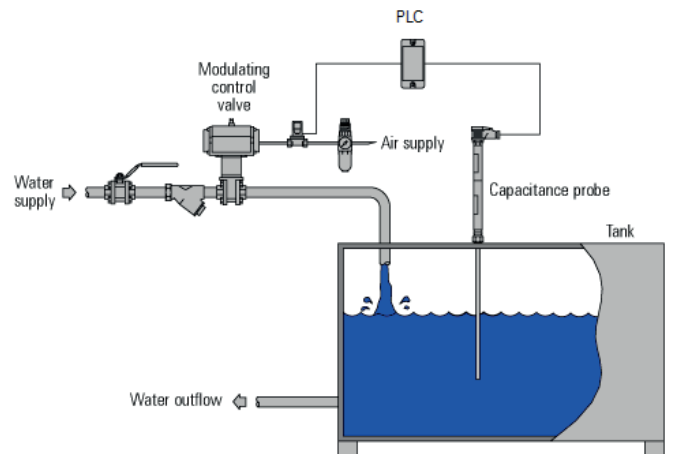 PLC
Modulating
control
valve
Air supply
Water
supply
Capacitance probe
Tank
Water outflow